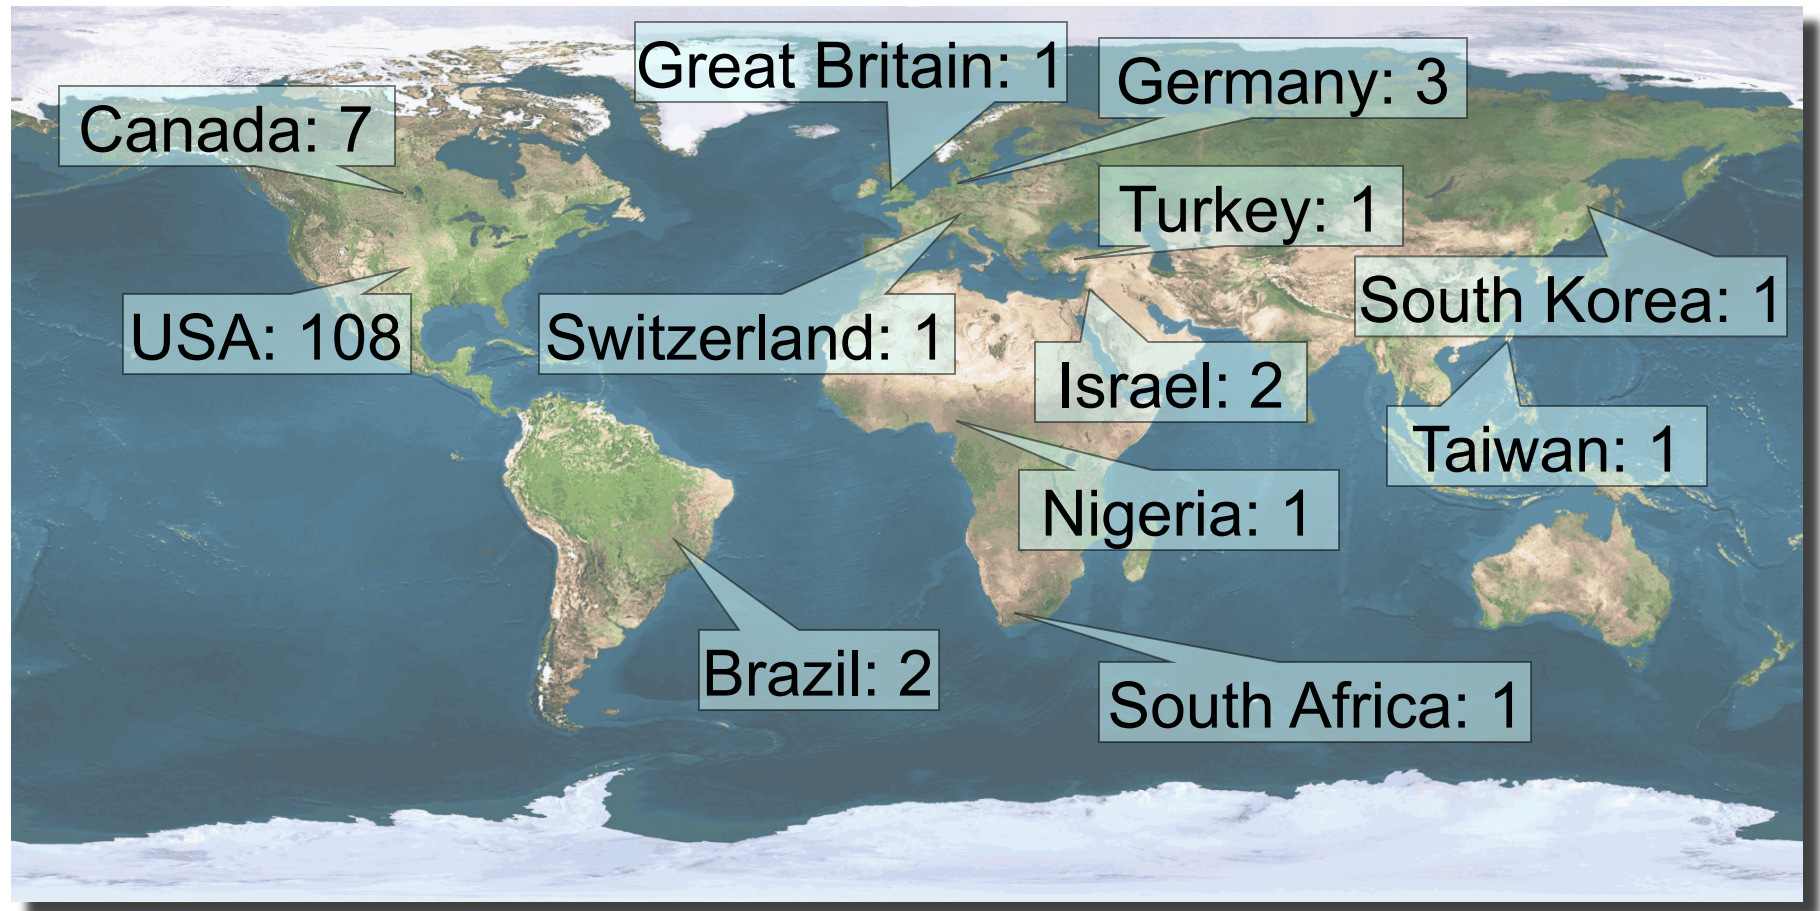 Great Britain: 1
Germany: 3
Canada: 7
Turkey: 1
South Korea: 1
USA: 108
Switzerland: 1
Israel: 2
Taiwan: 1
Nigeria: 1
Brazil: 2
South Africa: 1